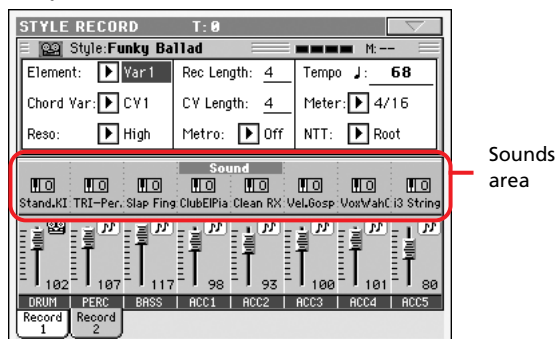 STYLE RECORD T:0
Style:Funky Ballad M:--
Element: Var1 Rec Length: 4 Tempo ♩: 68
Chord Var: CV1 CV Length: 4 Meter: 4/16
Reso: High Metro: Off NTT: Root
Sound
Sounds
area
Stand.KI TRI-Per. Slap Fing ClubElPia Clean RX Vel.Gosp VoxWahC i3 String
102 107 117 98 93 100 101 80
DRUM PERC BASS ACC1 ACC2 ACC3 ACC4 ACC5
Record
1
Record
2